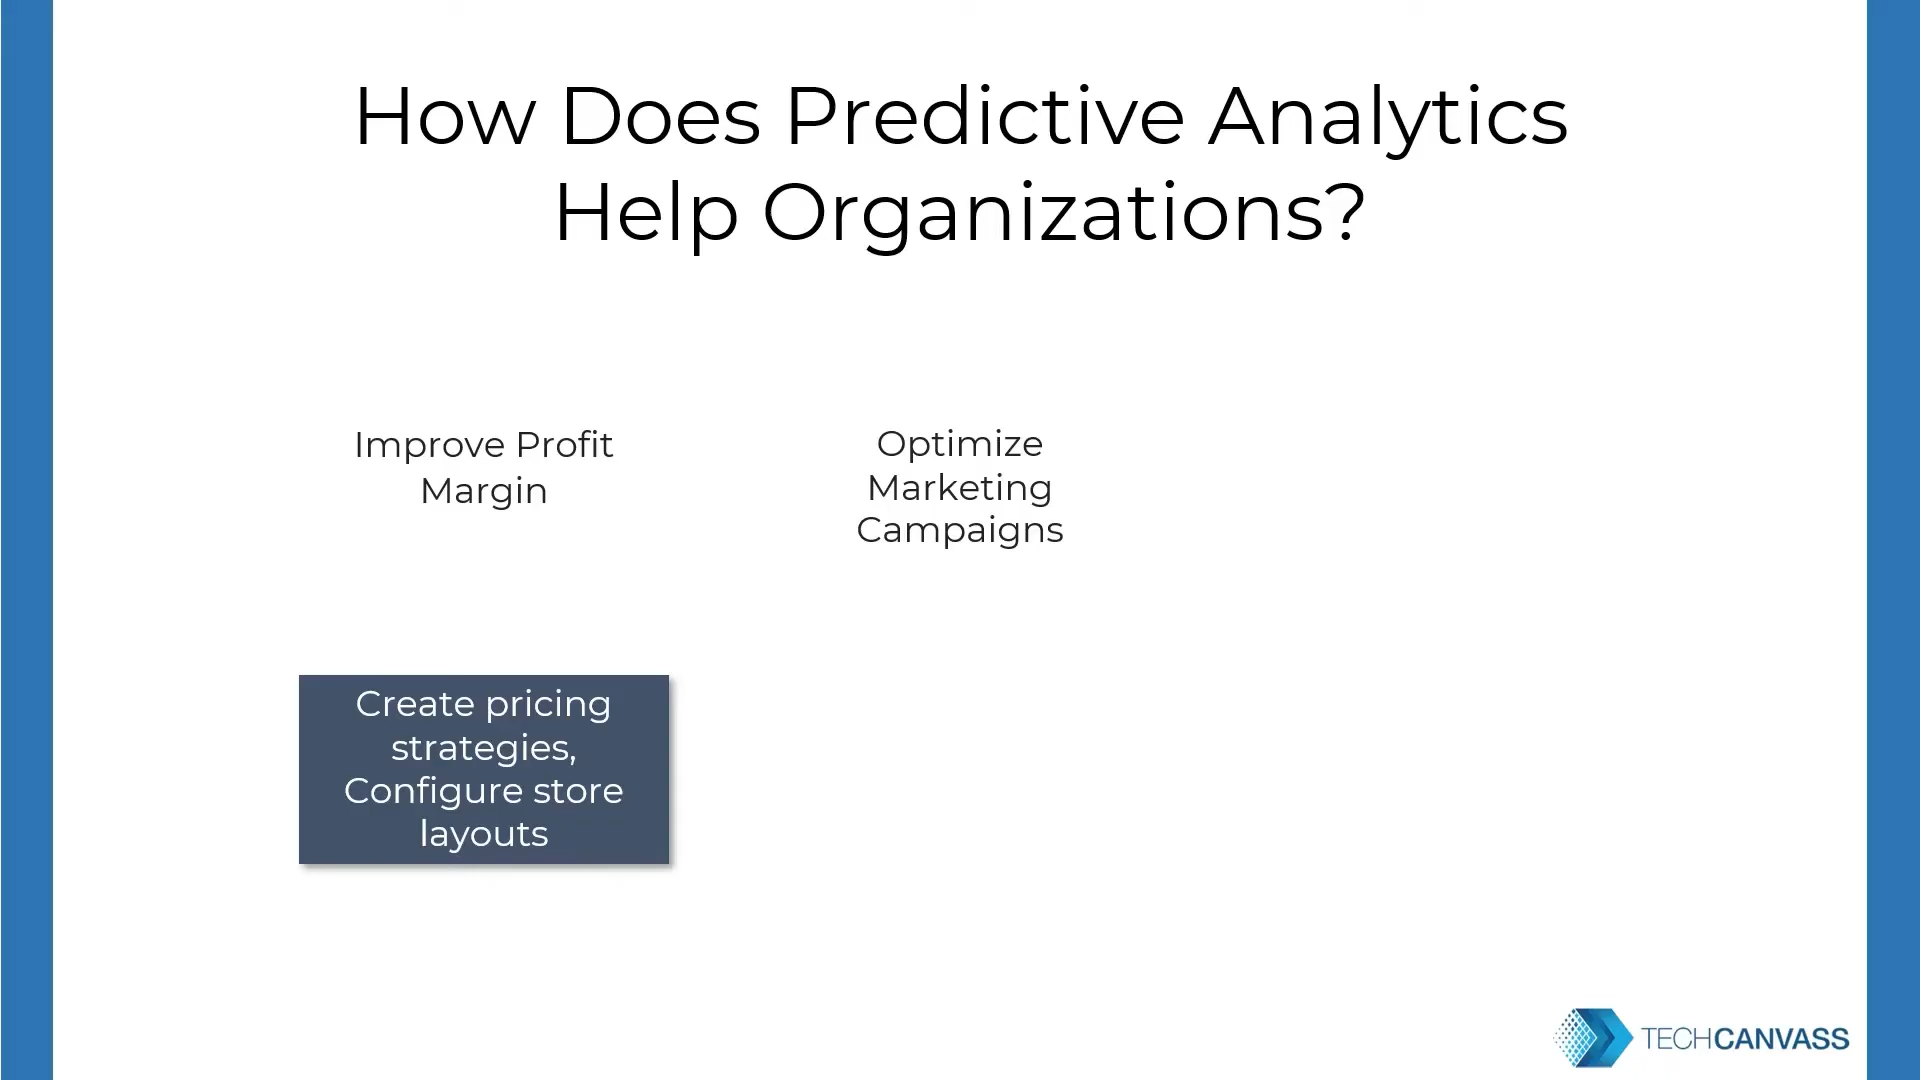 How Does Predictive Analytics
Help Organizations?
Improve Profit
Margin
Optimize
Marketing
Campaigns
Create pricing
strategies,
Configure store
layouts
TECHCANVASS